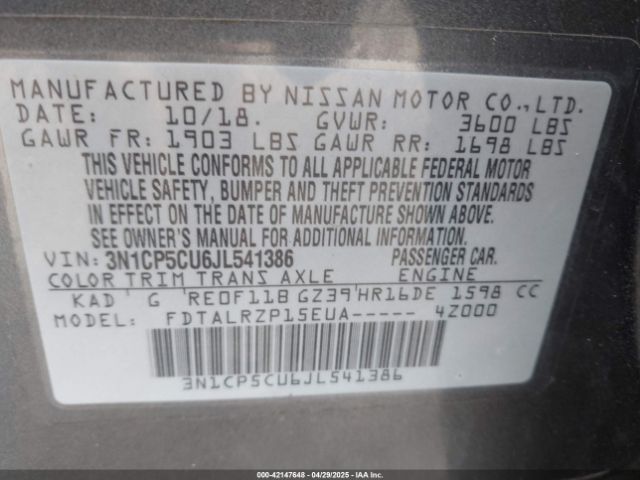 MANUFACTURED BY NISSAN MOTOR CO.,LTD.
DATE: 10/18. GVWR: 3600 LBS
GAWR FR: 1903 LBS GAWR RR: 1698 LBS
THIS VEHICLE CONFORMS TO ALL APPLICABLE FEDERAL MOTOR
VEHICLE SAFETY, BUMPER AND THEFT PREVENTION STANDARDS
IN EFFECT ON THE DATE OF MANUFACTURE SHOWN ABOVE.
SEE OWNER'S MANUAL FOR ADDITIONAL INFORMATION.
VIN: 3N1CP5CU6JL541386 PASSENGER CAR.
COLOR TRIM TRANS AXLE ENGINE
KAD G RE0F11B GZ39 HR16DE 1598 CC
MODEL: FDTALRZP15EUA----- 4Z000
3N1CP5CU6JL541386
000-42147648 - 04/29/2025 - IAAI, Inc.